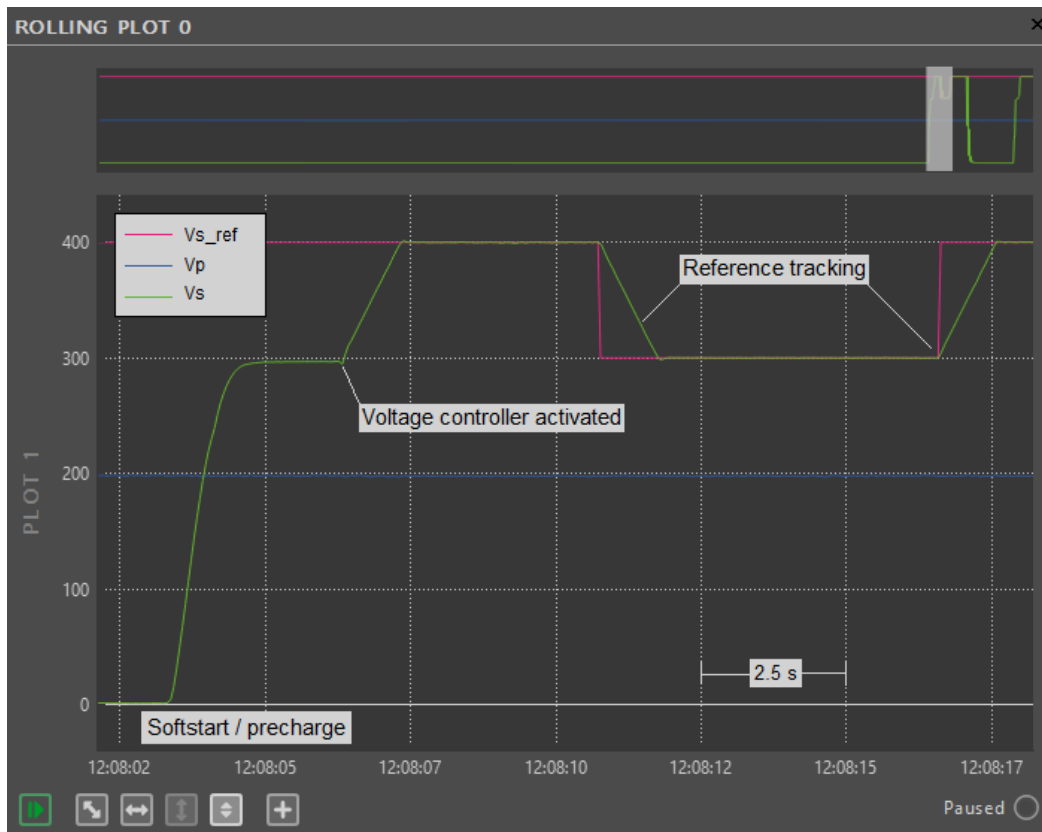 ROLLING PLOT 0
×
Vs_ref
Vp
Vs
400
300
200
100
0
PLOT 1
Reference tracking
Voltage controller activated
2.5 s
Softstart / precharge
12:08:02
12:08:05
12:08:07
12:08:10
12:08:12
12:08:15
12:08:17
Paused